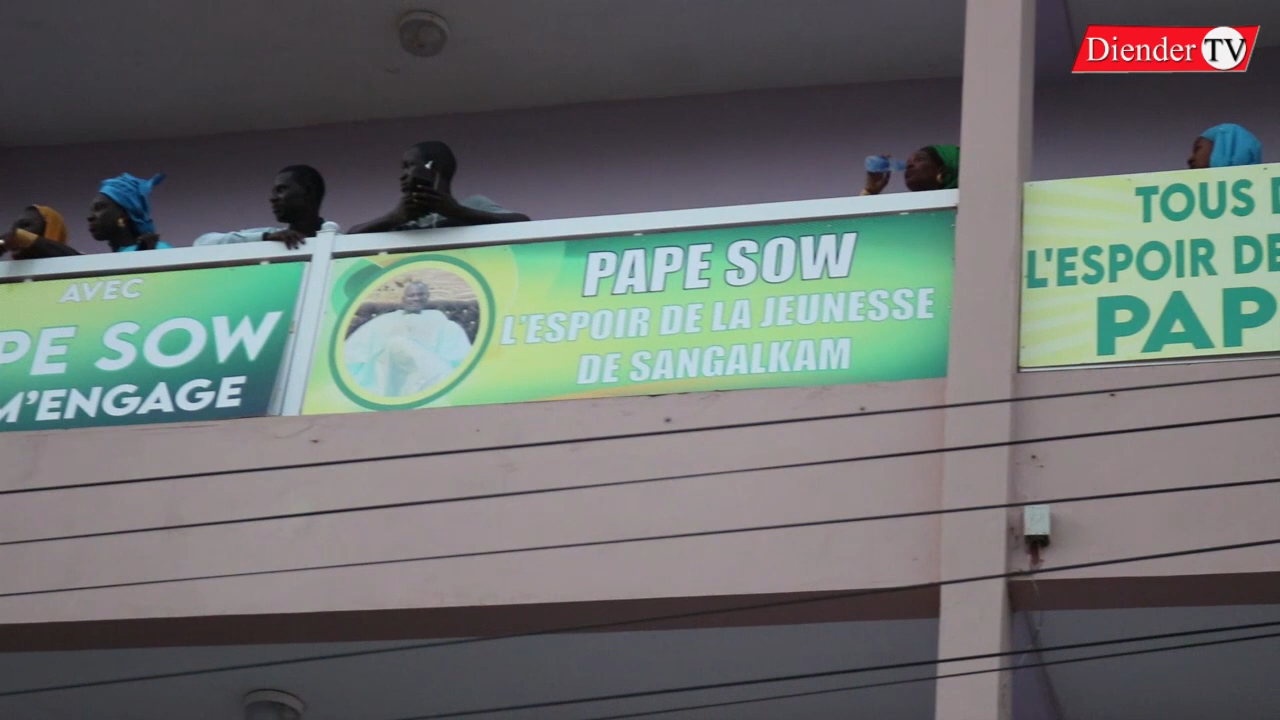 Diender TV
AVEC
PE SOW
M'ENGAGE
PAPE SOW
L'ESPOIR DE LA JEUNESSE
DE SANGALKAM
TOUS
L'ESPOIR DE
PAP